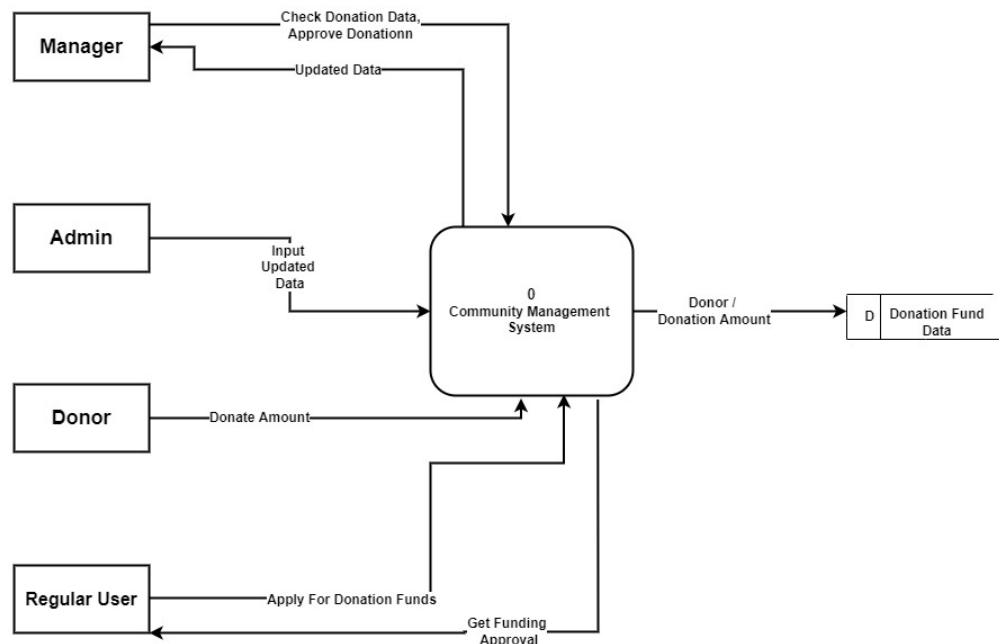 Check Donation Data,
Approve Donationn
Manager
Updated Data
Admin
Input
Updated
Data
0
Community Management
System
Donor /
Donation Amount
D
Donation Fund
Data
Donor
Donate Amount
Regular User
Apply For Donation Funds
Get Funding
Approval